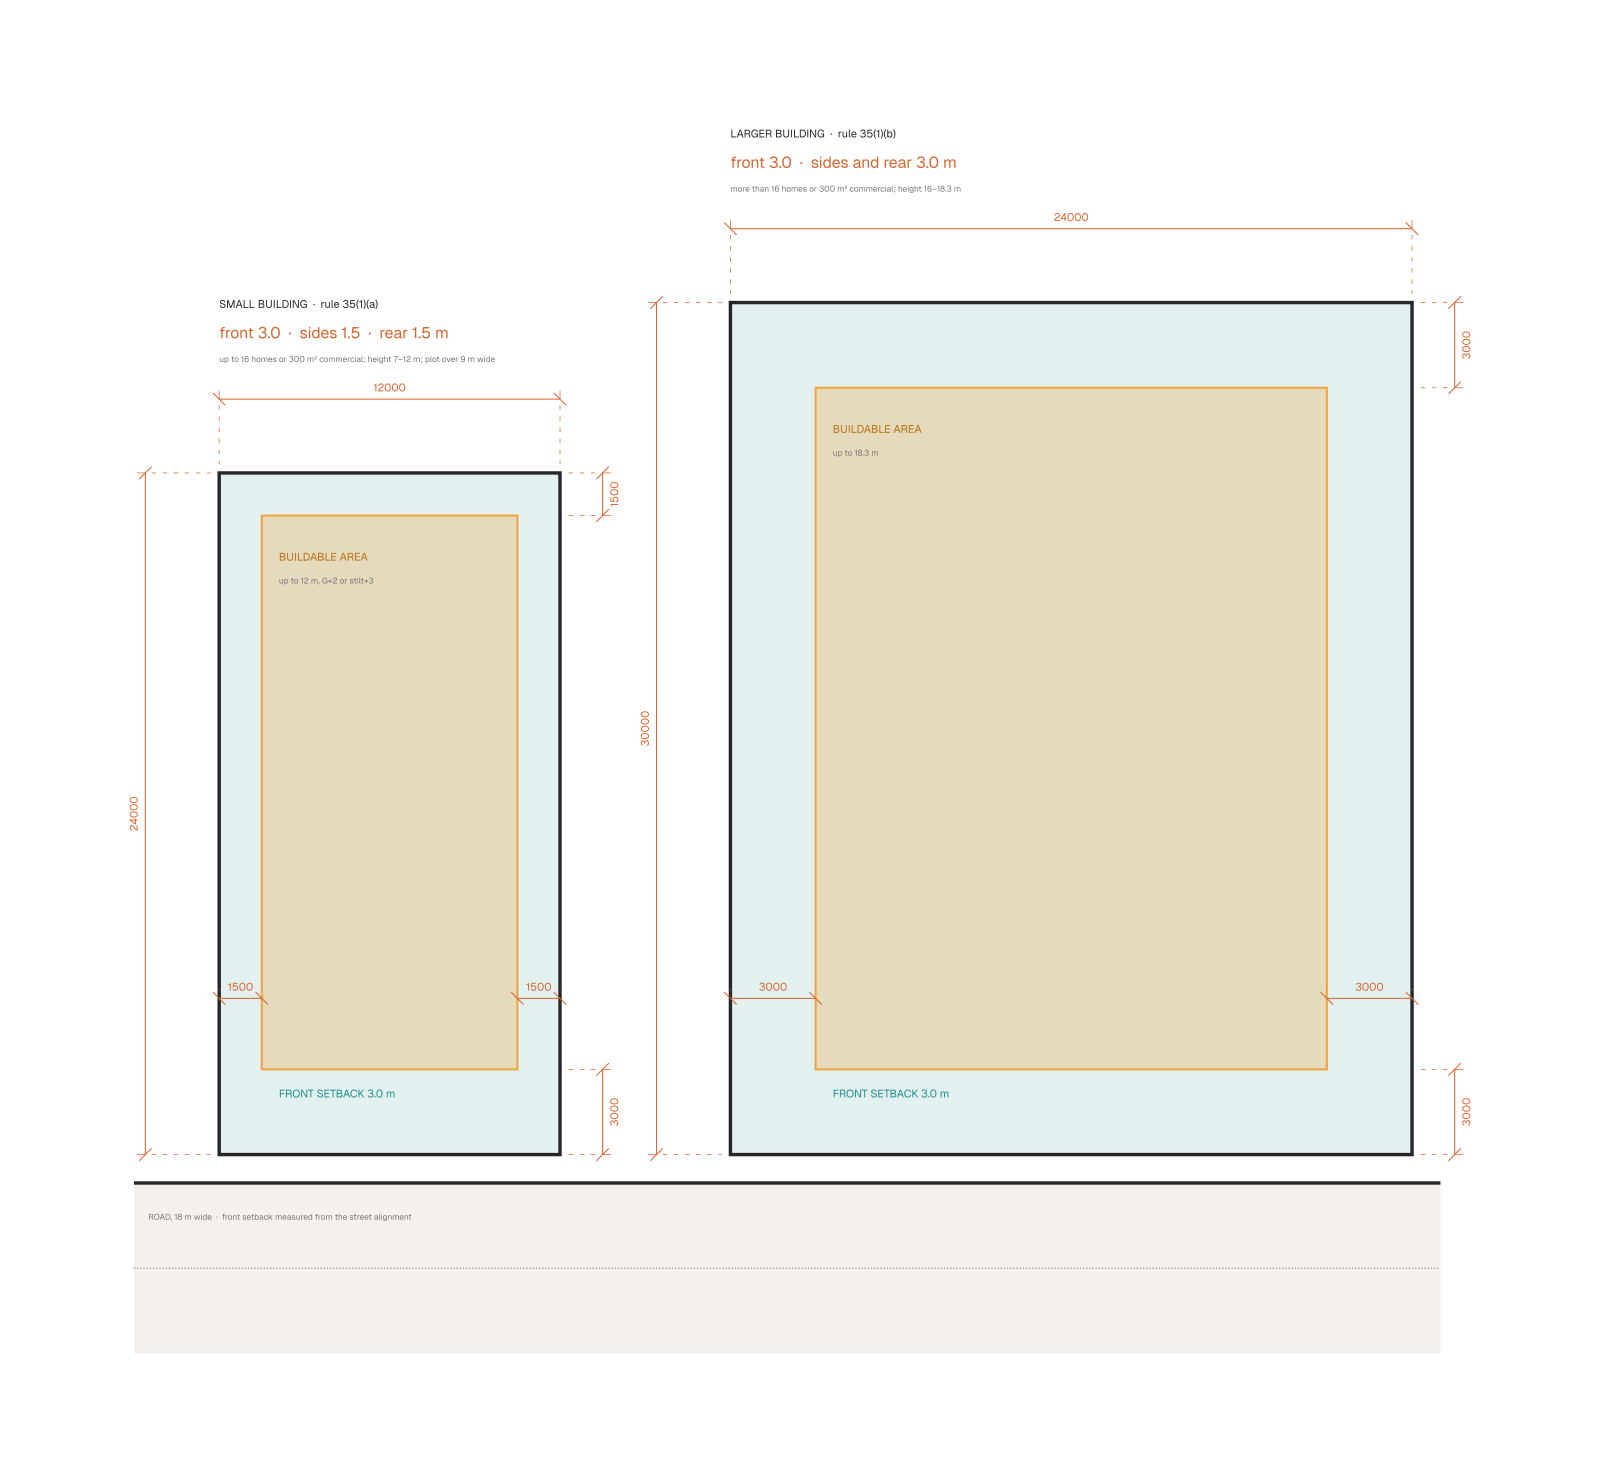 LARGER BUILDING · rule 35(1)(b)
front 3.0 · sides and rear 3.0 m
more than 16 homes or 300 m² commercial; height 16–18.3 m
24000
SMALL BUILDING · rule 35(1)(a)
front 3.0 · sides 1.5 · rear 1.5 m
up to 16 homes or 300 m² commercial; height 7–12 m; plot over 9 m wide
12000
3000
BUILDABLE AREA
up to 18.3 m
1500
BUILDABLE AREA
up to 12 m, G+2 or stilt+3
30000
24000
1500
1500
3000
3000
FRONT SETBACK 3.0 m
3000
FRONT SETBACK 3.0 m
3000
ROAD, 18 m wide · front setback measured from the street alignment